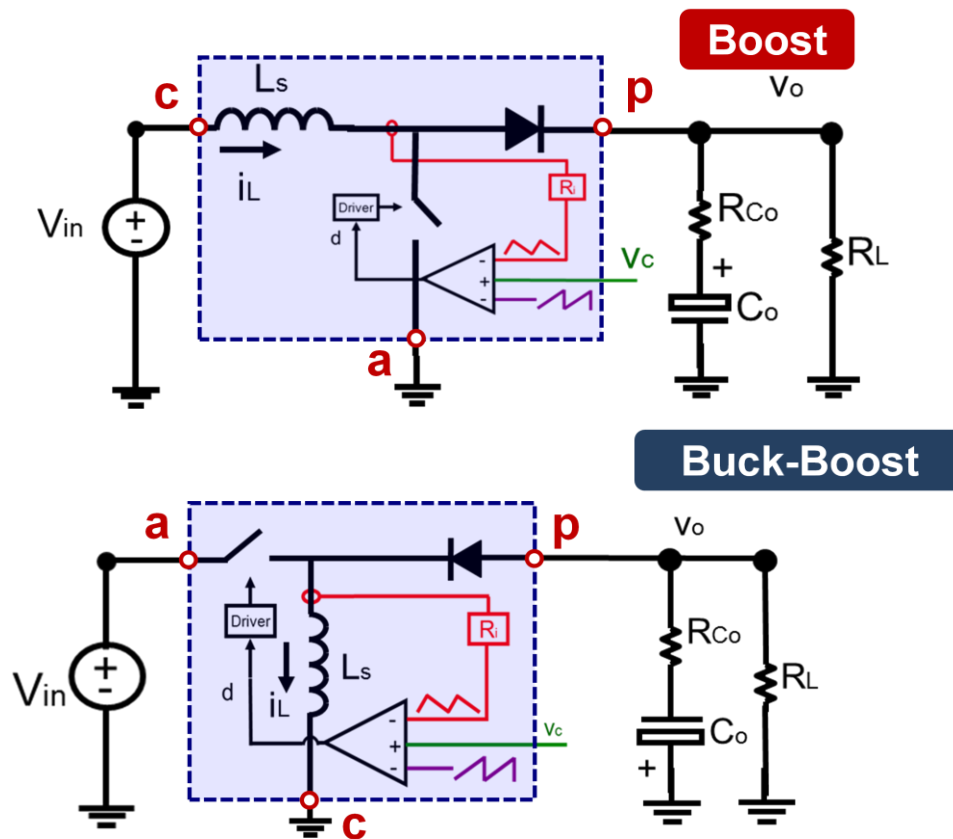 Boost
c
Ls
p
vo
iL
Ri
Vin
+
-
Driver
d
-
+
-
vc
RCo
+
Co
RL
a
Buck-Boost
a
p
vo
Driver
Ri
RCo
Vin
+
-
d
iL
Ls
RL
-
+
-
vc
Co
+
c